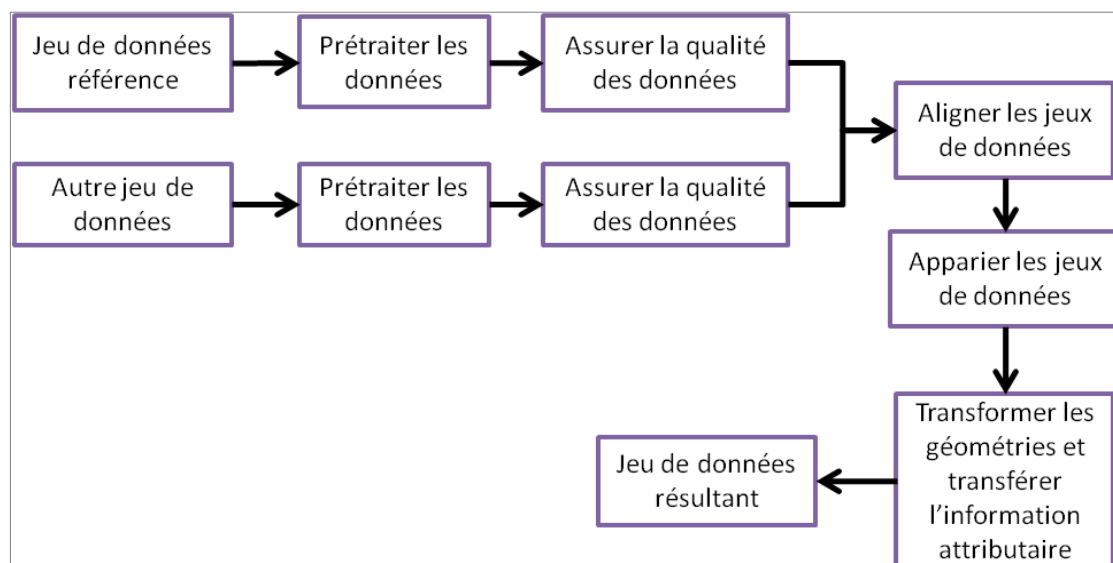 Jeu de données
référence
Prétraiter les
données
Assurer la qualité
des données
Autre jeu de
données
Prétraiter les
données
Assurer la qualité
des données
Aligner les jeux
de données
Apparier les jeux
de données
Transformer les
géométries et
transférer
l'information
attributaire
Jeu de données
résultant